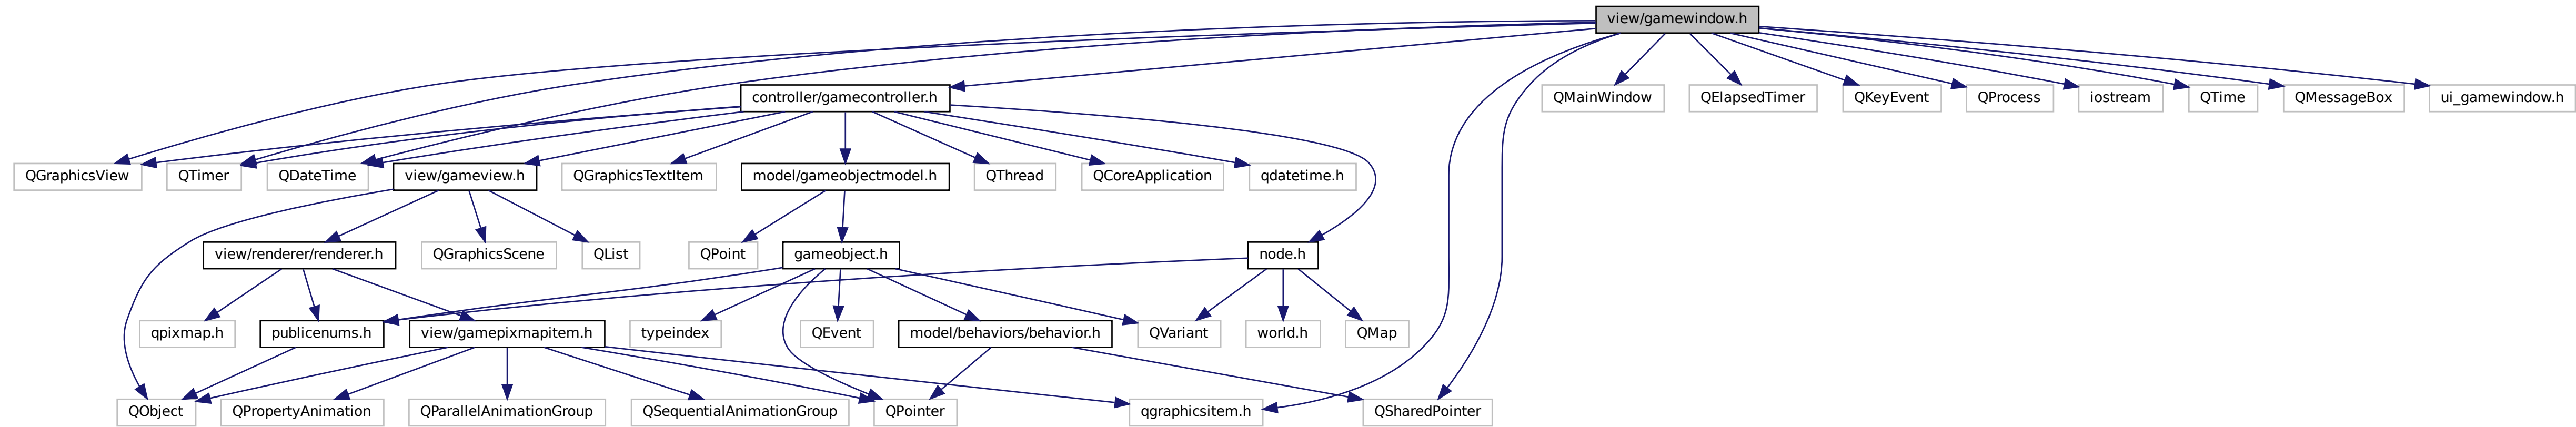 view/gamewindow.h
controller/gamecontroller.h
QMainWindow
QElapsedTimer
QKeyEvent
QProcess
iostream
QTime
QMessageBox
ui_gamewindow.h
QGraphicsView
QTimer
QDateTime
view/gameview.h
QGraphicsTextItem
model/gameobjectmodel.h
QThread
QCoreApplication
qdatetime.h
view/renderer/renderer.h
QGraphicsScene
QList
QPoint
gameobject.h
node.h
qpixmap.h
publicenums.h
view/gamepixmapitem.h
typeindex
QEvent
model/behaviors/behavior.h
QVariant
world.h
QMap
QObject
QPropertyAnimation
QParallelAnimationGroup
QSequentialAnimationGroup
QPointer
qgraphicsitem.h
QSharedPointer